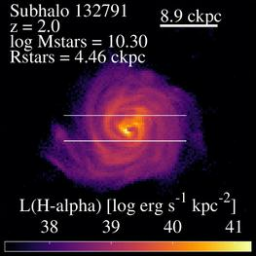 Subhalo 132791
8.9 ckpc
z = 2.0
log Mstars = 10.30
Rstars = 4.46 ckpc
L(H-alpha) [log erg s⁻¹ kpc⁻²]
38 39 40 41